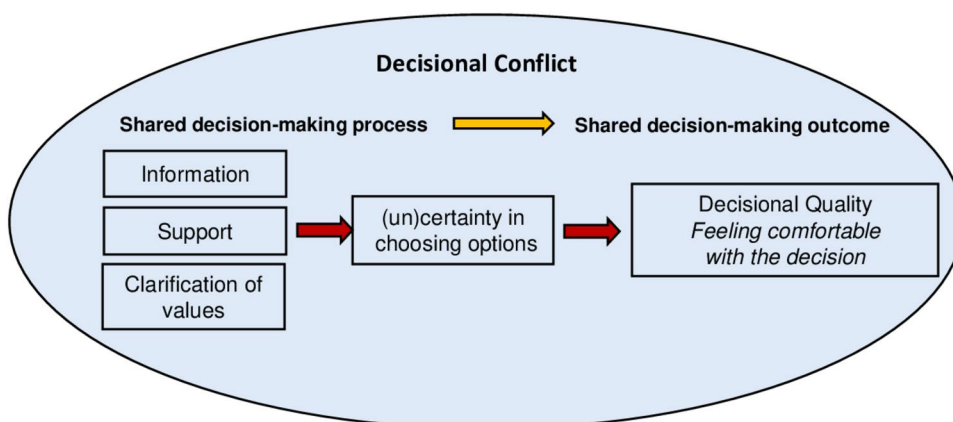 Decisional Conflict
Shared decision-making process
Shared decision-making outcome
Information
Support
Clarification of
values
(un)certainty in
choosing options
Decisional Quality
Feeling comfortable
with the decision